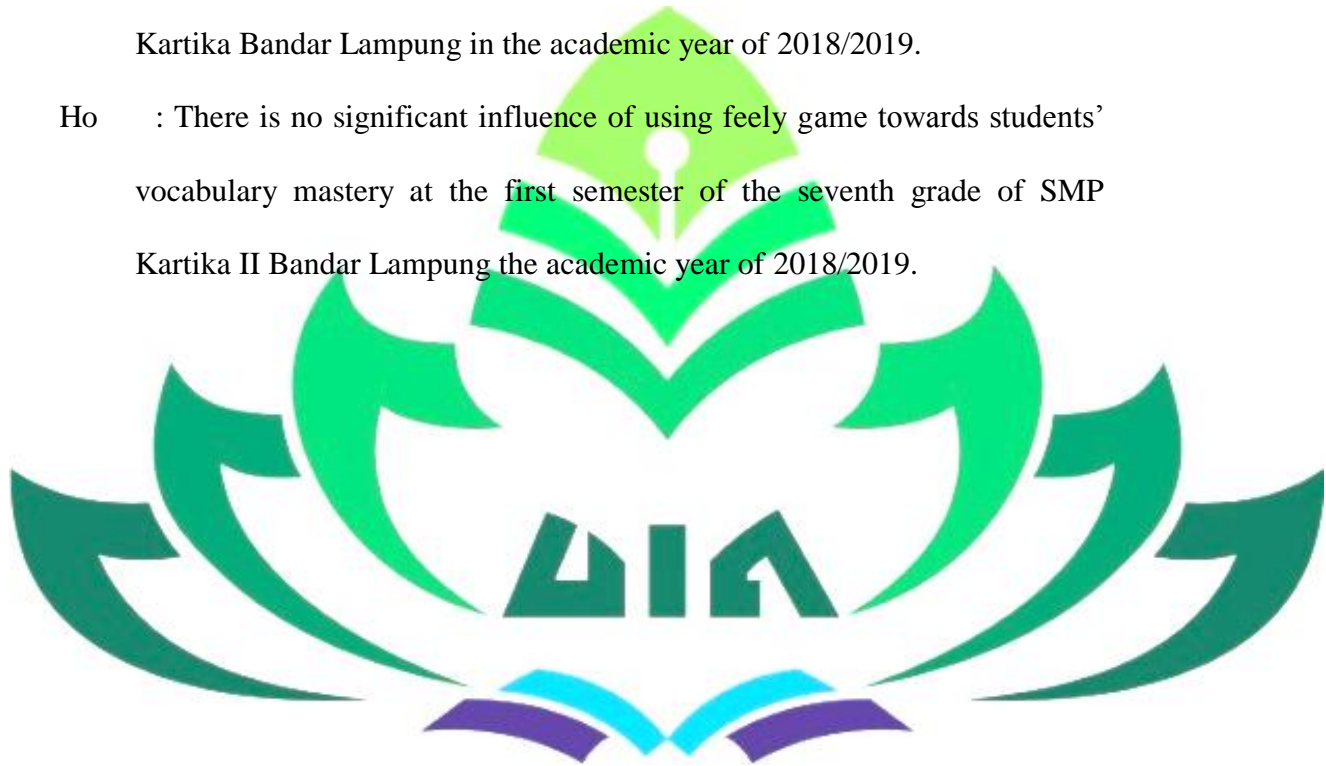 Kartika Bandar Lampung in the academic year of 2018/2019.
Ho : There is no significant influence of using feely game towards students’
vocabulary mastery at the first semester of the seventh grade of SMP
Kartika II Bandar Lampung the academic year of 2018/2019.
UIN